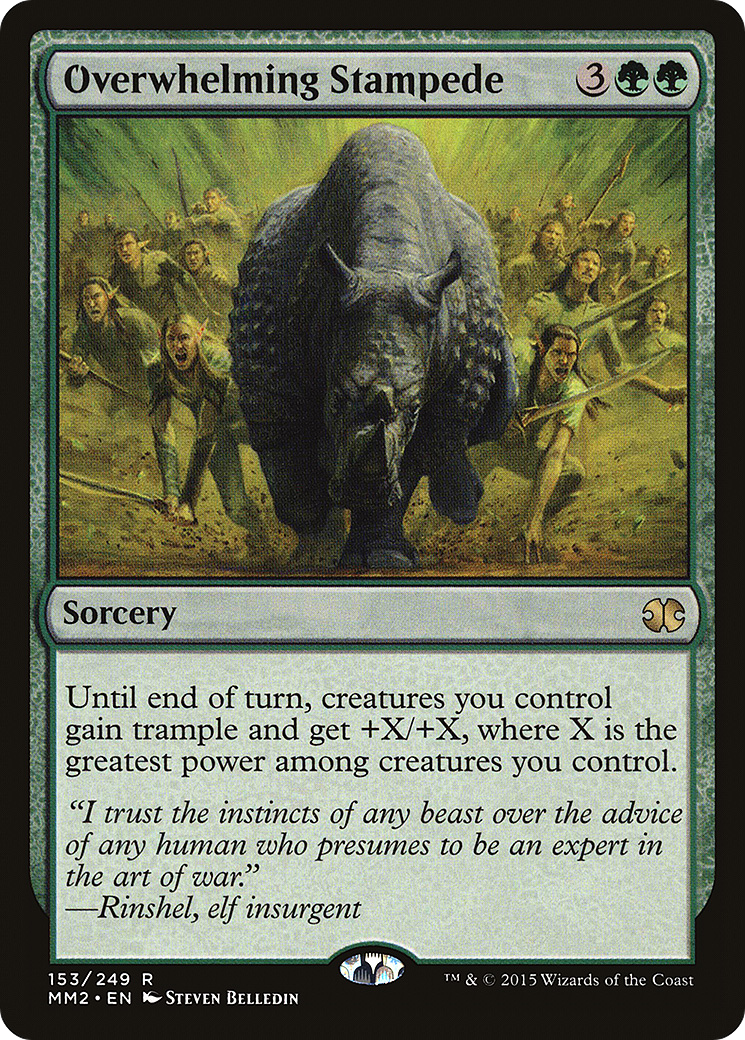 Overwhelming Stampede 3
Sorcery
Until end of turn, creatures you control
gain trample and get +X/+X, where X is the
greatest power among creatures you control.
“I trust the instincts of any beast over the advice
of any human who presumes to be an expert in
the art of war.”
—Rinshel, elf insurgent
153/249 R
MM2 • EN Steven Belledin
™ & © 2015 Wizards of the Coast